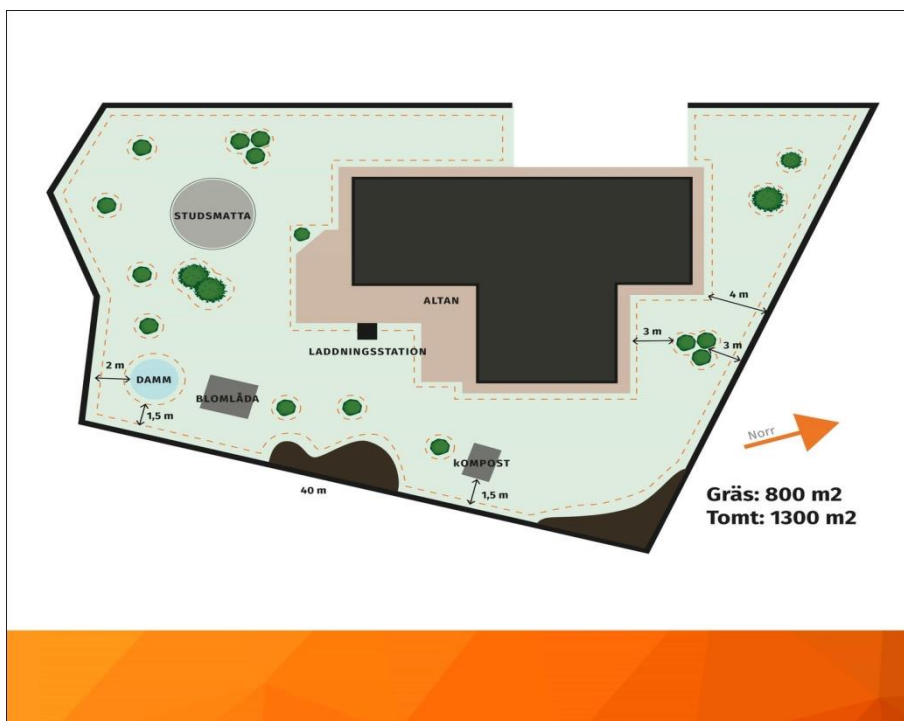 STUDSMATTA
ALTAN
4 m
3 m
3 m
LADDNINGSSTATION
2 m
DAMM
BLOMLÅDA
1,5 m
Norr
kOMPOST
40 m
1,5 m
Gräs: 800 m2
Tomt: 1300 m2